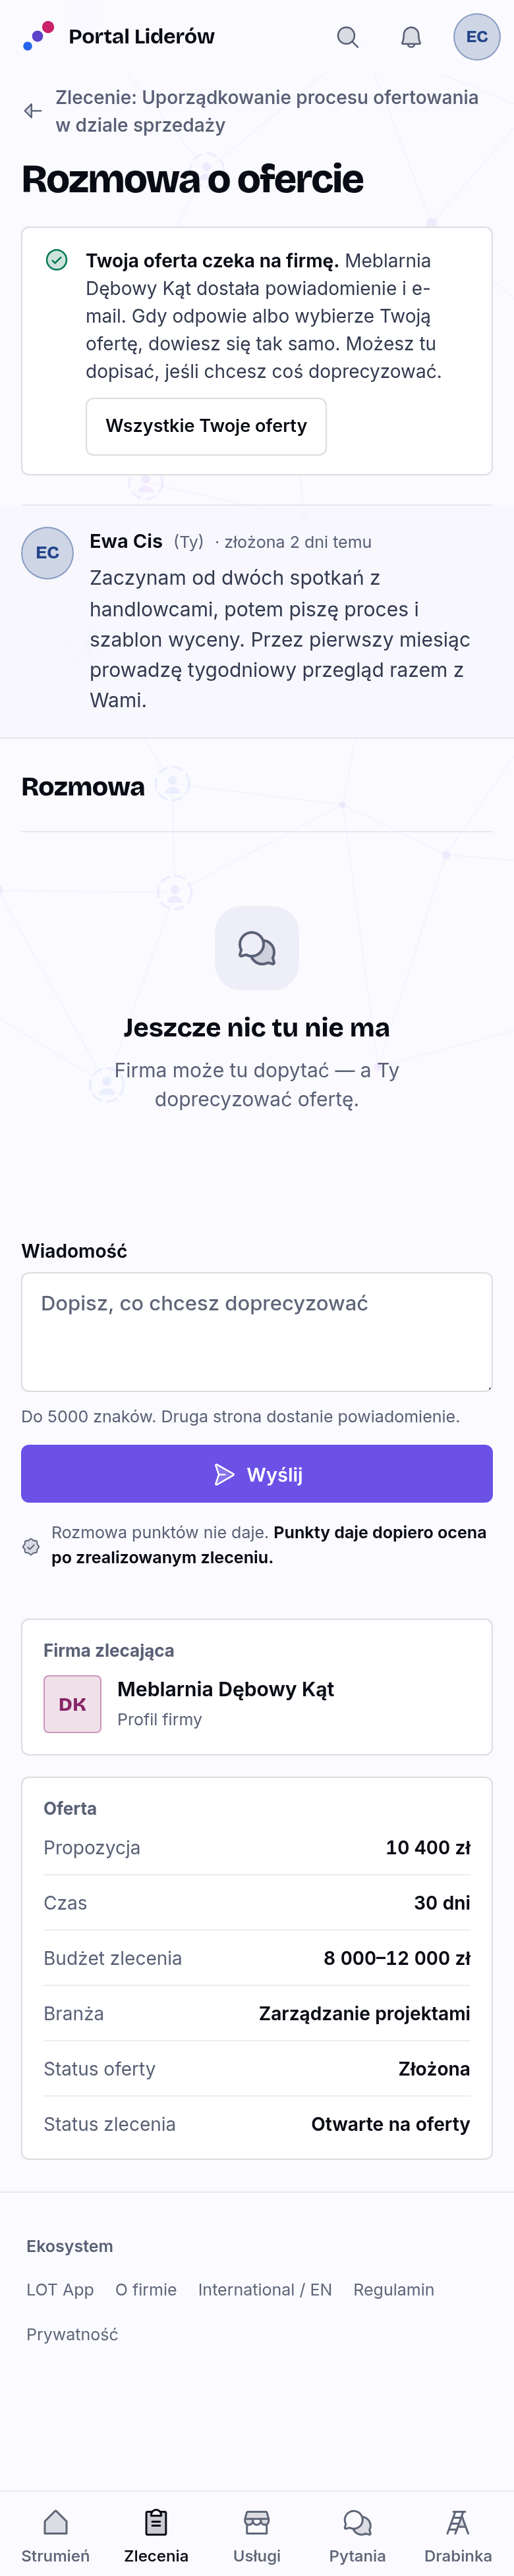 Portal Liderów
EC
Zlecenie: Uporządkowanie procesu ofertowania
w dziale sprzedaży
Rozmowa o ofercie
Twoja oferta czeka na firmę. Meblarnia
Dębowy Kąt dostała powiadomienie i e-
mail. Gdy odpowie albo wybierze Twoją
ofertę, dowiesz się tak samo. Możesz tu
dopisać, jeśli chcesz coś doprecyzować.
Wszystkie Twoje oferty
EC
Ewa Cis (Ty) · złożona 2 dni temu
Zaczynam od dwóch spotkań z
handlowcami, potem piszę proces i
szablon wyceny. Przez pierwszy miesiąc
prowadzę tygodniowy przegląd razem z
Wami.
Rozmowa
Jeszcze nic tu nie ma
Firma może tu dopytać — a Ty
doprecyzować ofertę.
Wiadomość
Dopisz, co chcesz doprecyzować
Do 5000 znaków. Druga strona dostanie powiadomienie.
Wyślij
Rozmowa punktów nie daje. Punkty daje dopiero ocena
po zrealizowanym zleceniu.
Firma zlecająca
DK
Meblarnia Dębowy Kąt
Profil firmy
Oferta
Propozycja 10 400 zł
Czas 30 dni
Budżet zlecenia 8 000–12 000 zł
Branża Zarządzanie projektami
Status oferty Złożona
Status zlecenia Otwarte na oferty
Ekosystem
LOT App O firmie International / EN Regulamin
Prywatność
Strumień Zlecenia Usługi Pytania Drabinka